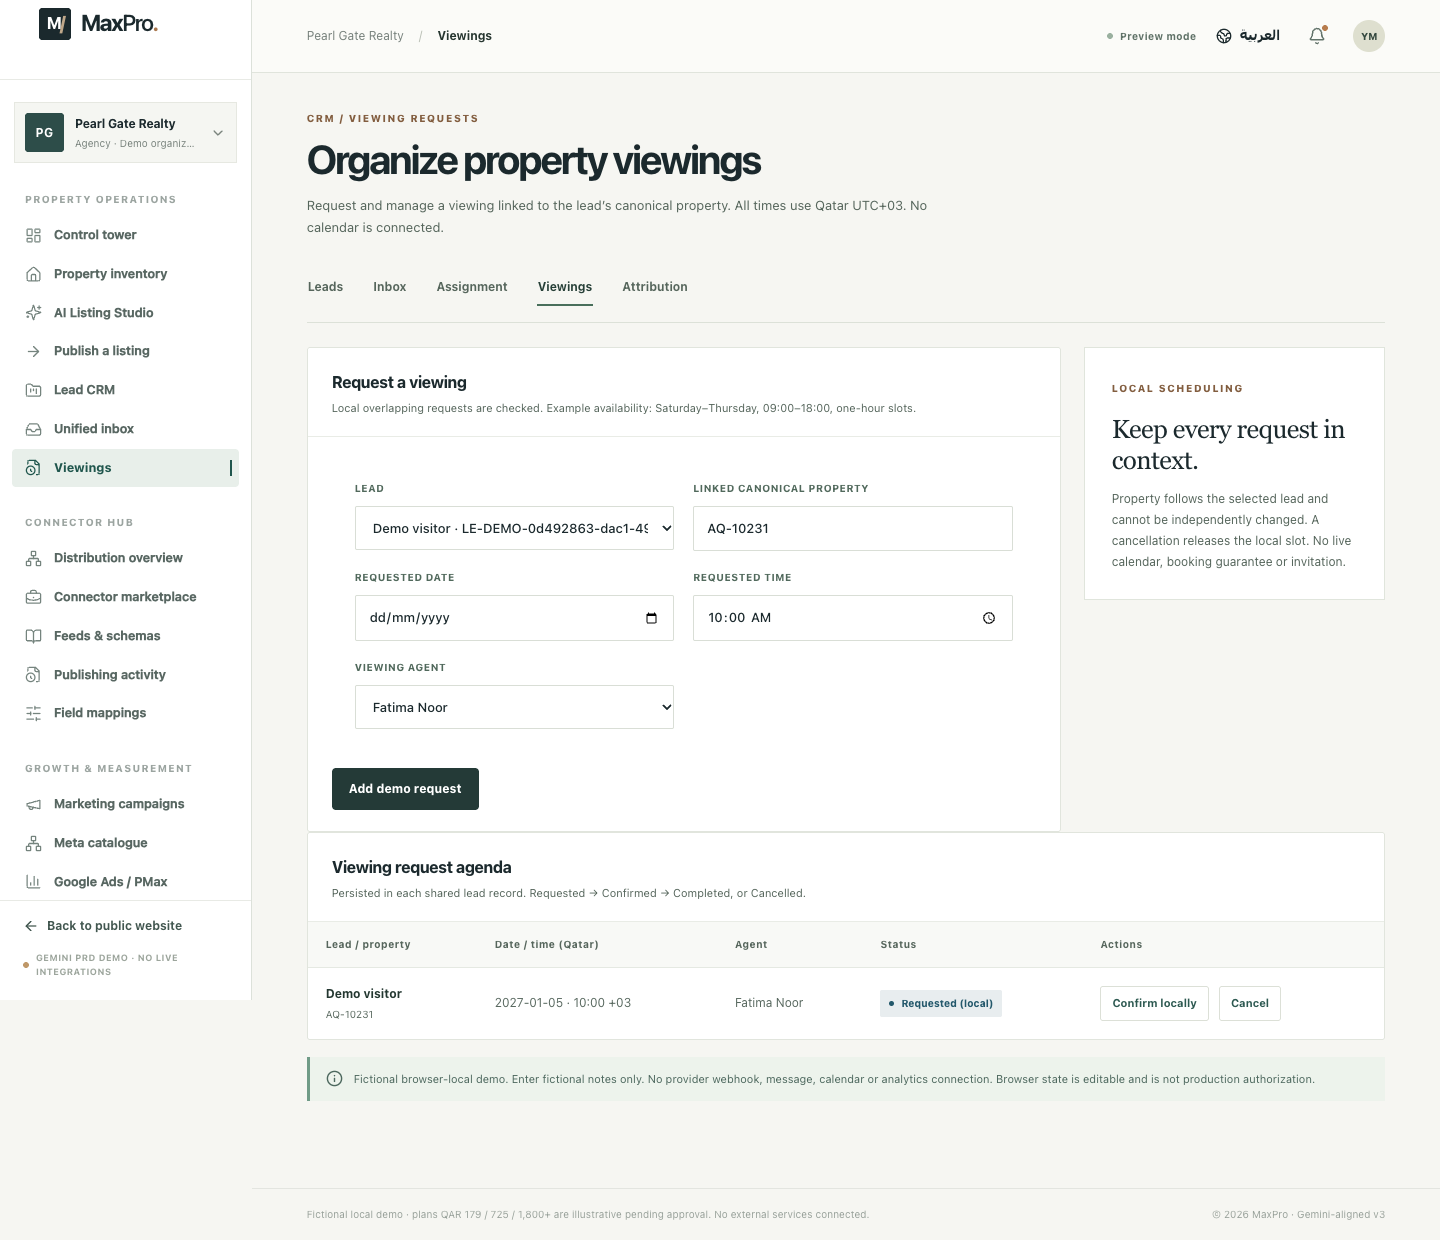 M/ MaxPro.
Pearl Gate Realty / Viewings
Preview mode
العربية
YM
PG
Pearl Gate Realty
Agency · Demo organiz...
PROPERTY OPERATIONS
Control tower
Property inventory
AI Listing Studio
Publish a listing
Lead CRM
Unified inbox
Viewings
CONNECTOR HUB
Distribution overview
Connector marketplace
Feeds & schemas
Publishing activity
Field mappings
GROWTH & MEASUREMENT
Marketing campaigns
Meta catalogue
Google Ads / PMax
Back to public website
GEMINI PRD DEMO · NO LIVE
INTEGRATIONS
CRM / VIEWING REQUESTS
Organize property viewings
Request and manage a viewing linked to the lead's canonical property. All times use Qatar UTC+03. No
calendar is connected.
Leads Inbox Assignment Viewings Attribution
Request a viewing
Local overlapping requests are checked. Example availability: Saturday–Thursday, 09:00–18:00, one-hour slots.
LEAD
Demo visitor · LE-DEMO-0d492863-dac1-49
LINKED CANONICAL PROPERTY
AQ-10231
REQUESTED DATE
dd/mm/yyyy
REQUESTED TIME
10:00 AM
VIEWING AGENT
Fatima Noor
Add demo request
LOCAL SCHEDULING
Keep every request in
context.
Property follows the selected lead and
cannot be independently changed. A
cancellation releases the local slot. No live
calendar, booking guarantee or invitation.
Viewing request agenda
Persisted in each shared lead record. Requested → Confirmed → Completed, or Cancelled.
Lead / property Date / time (Qatar) Agent Status Actions
Demo visitor
AQ-10231
2027-01-05 · 10:00 +03
Fatima Noor
Requested (local)
Confirm locally
Cancel
Fictional browser-local demo. Enter fictional notes only. No provider webhook, message, calendar or analytics connection. Browser state is editable and is not production authorization.
Fictional local demo · plans QAR 179 / 725 / 1,800+ are illustrative pending approval. No external services connected.
© 2026 MaxPro · Gemini-aligned v3